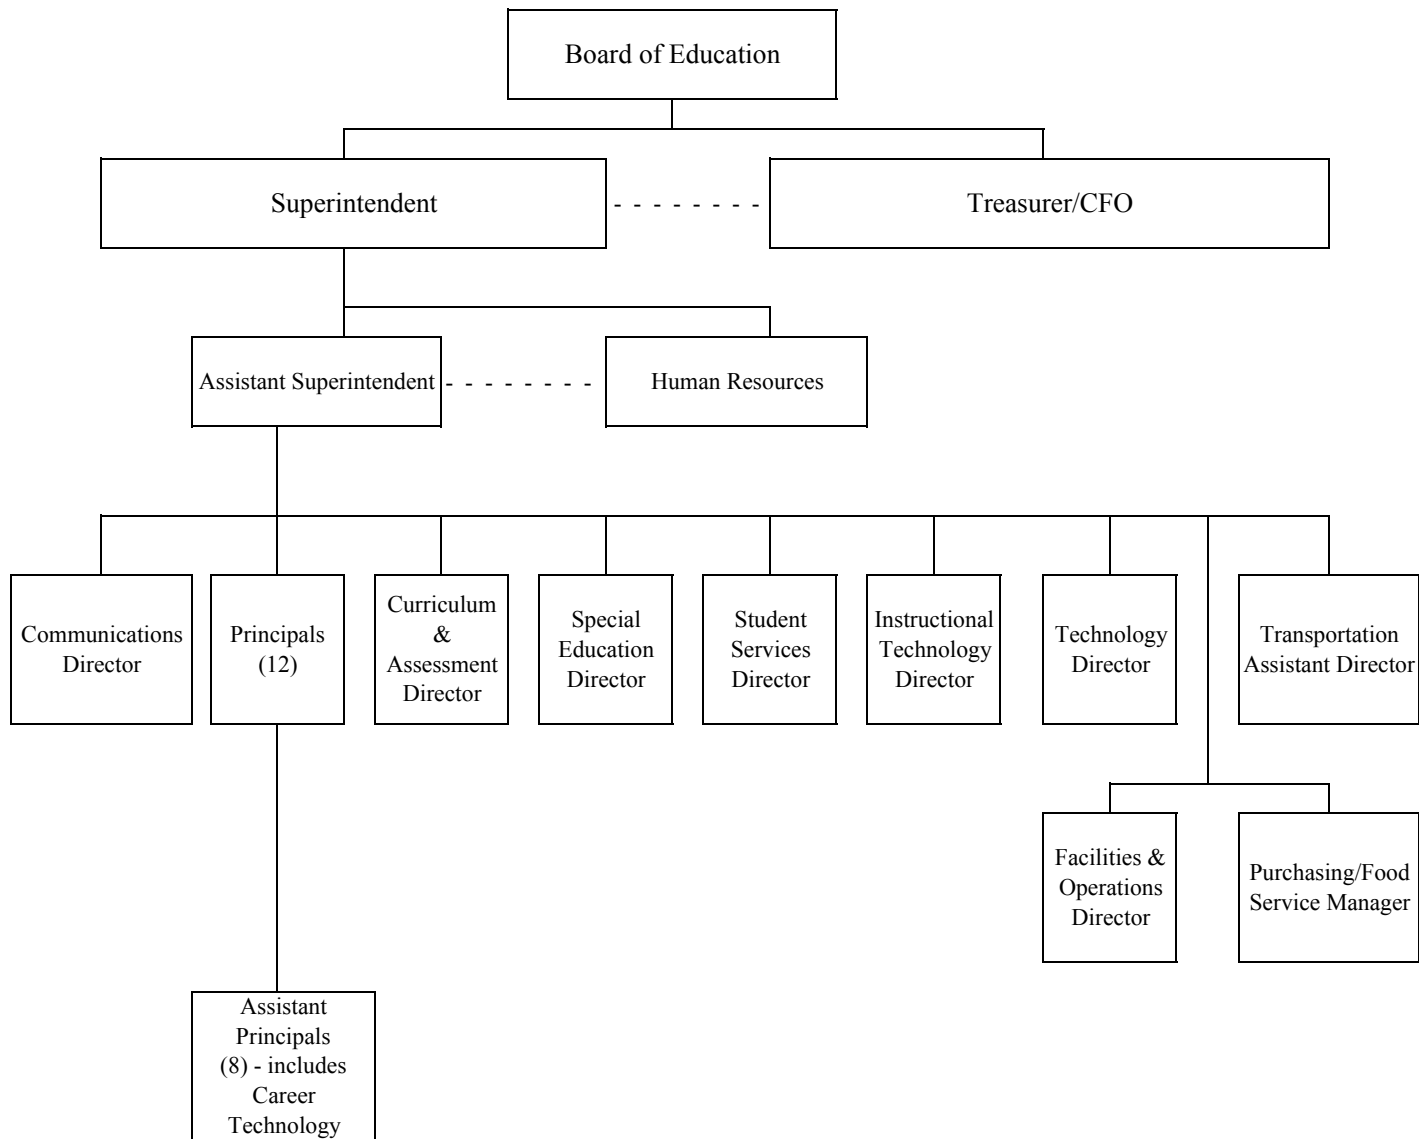 Board of Education
Superintendent
Treasurer/CFO
Assistant Superintendent
Human Resources
Communications
Director
Principals
(12)
Curriculum
&
Assessment
Director
Special
Education
Director
Student
Services
Director
Instructional
Technology
Director
Technology
Director
Transportation
Assistant Director
Facilities &
Operations
Director
Purchasing/Food
Service Manager
Assistant
Principals
(8) - includes
Career
Technology